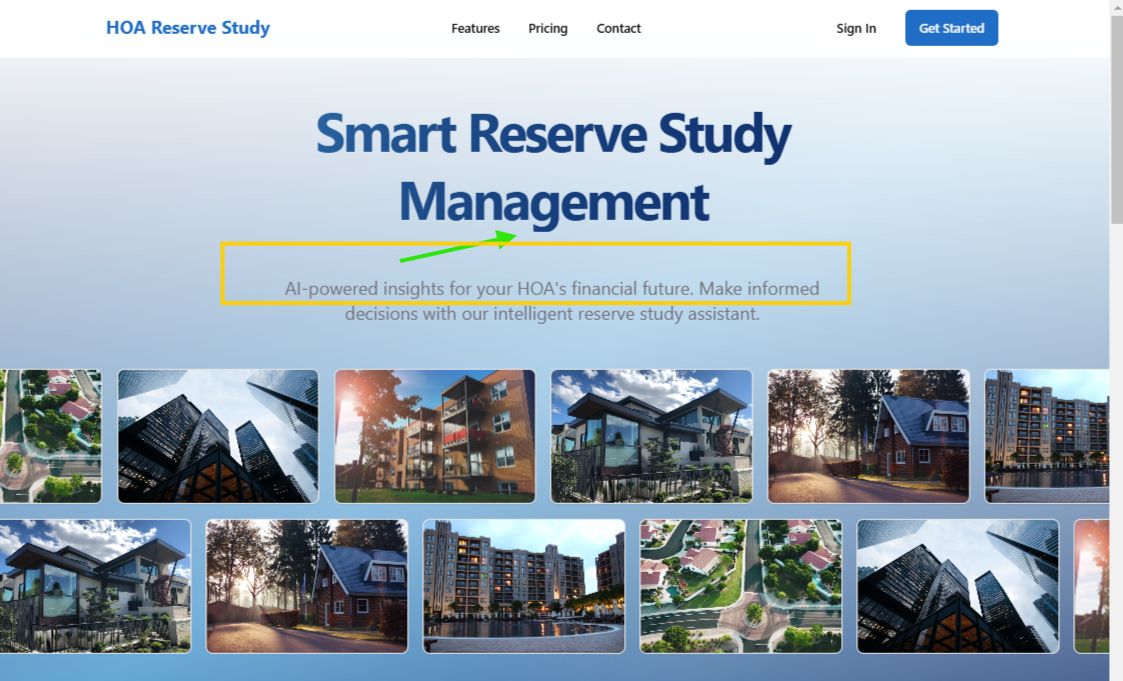 HOA Reserve Study
Features
Pricing
Contact
Sign In
Get Started
Smart Reserve Study
Management
AI-powered insights for your HOA's financial future. Make informed
decisions with our intelligent reserve study assistant.